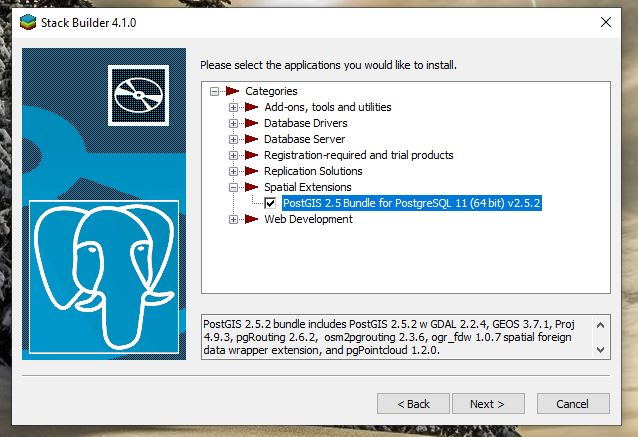 Stack Builder 4.1.0
Please select the applications you would like to install.
Categories
Add-ons, tools and utilities
Database Drivers
Database Server
Registration-required and trial products
Replication Solutions
Spatial Extensions
PostGIS 2.5 Bundle for PostgreSQL 11 (64 bit) v2.5.2
Web Development
PostGIS 2.5.2 bundle includes PostGIS 2.5.2 w GDAL 2.2.4, GEOS 3.7.1, Proj
4.9.3, pgRouting 2.6.2, osm2pgrouting 2.3.6, ogr_fdw 1.0.7 spatial foreign
data wrapper extension, and pgPointcloud 1.2.0.
< Back
Next >
Cancel